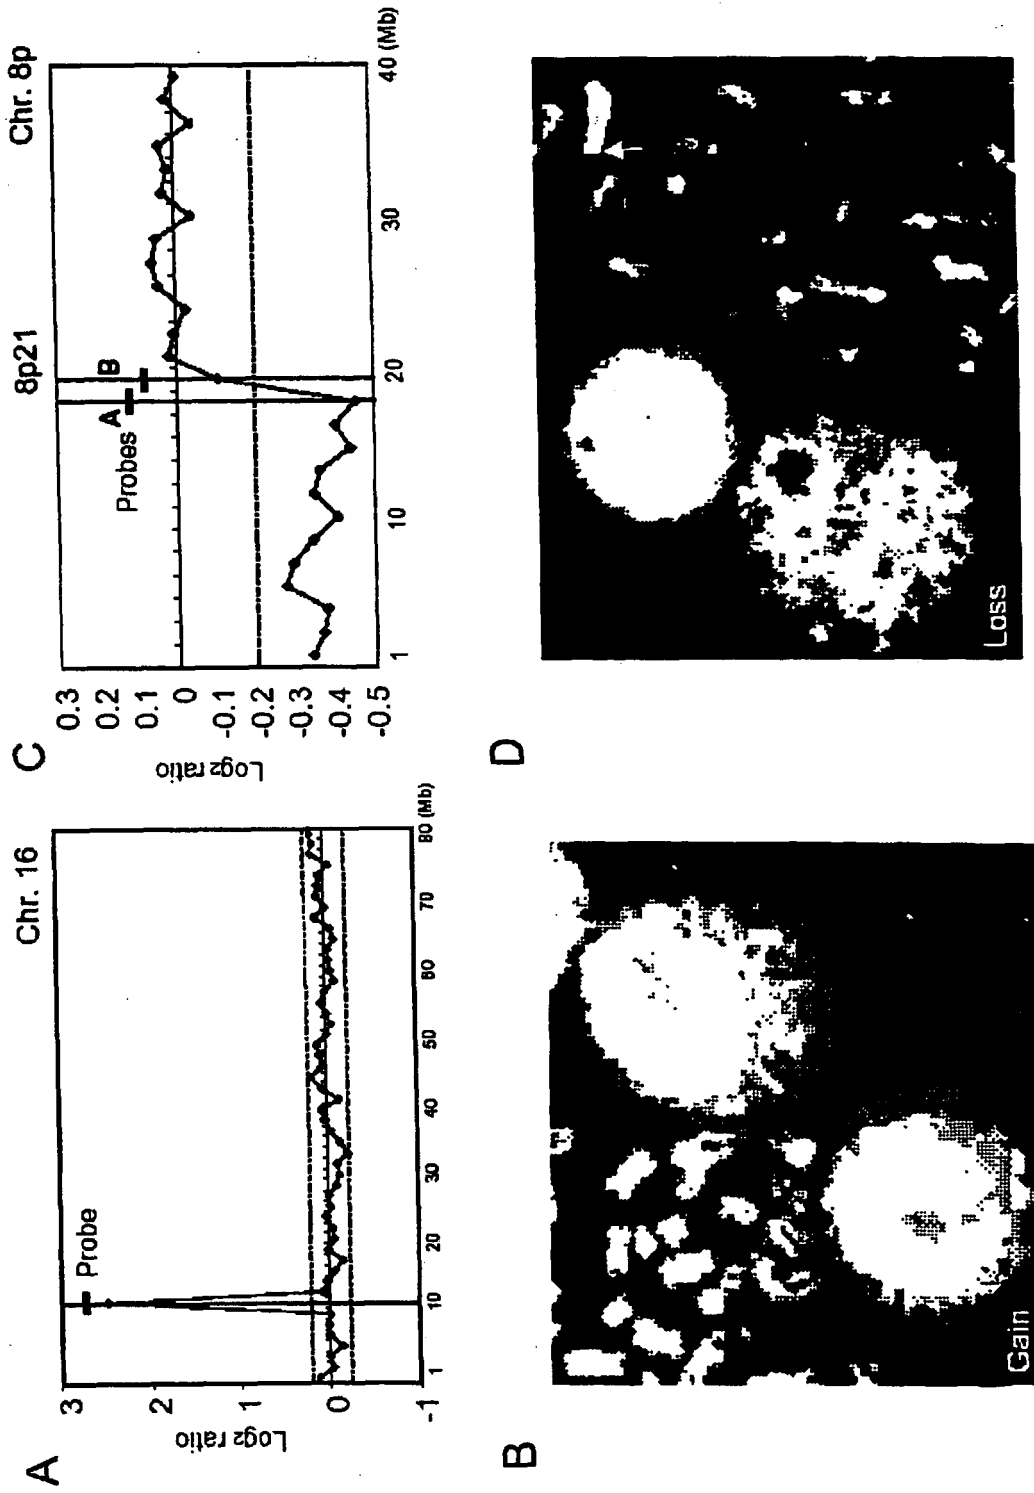 A
Chr. 16
Probe
3
2
1
0
-1
Log2 ratio
1 10 20 30 40 50 60 70 80 (Mb)
B
Gain
C
Chr. 8p
8p21
Probes A B
0.3
0.2
0.1
0
-0.1
-0.2
-0.3
-0.4
-0.5
Log2 ratio
1 10 20 30 40 (Mb)
D
Loss